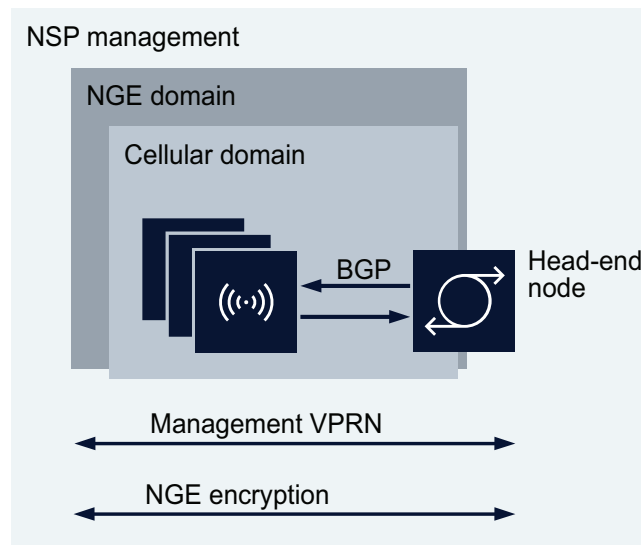 NSP management
NGE domain
Cellular domain
BGP
Head-end
node
Management VPRN
NGE encryption